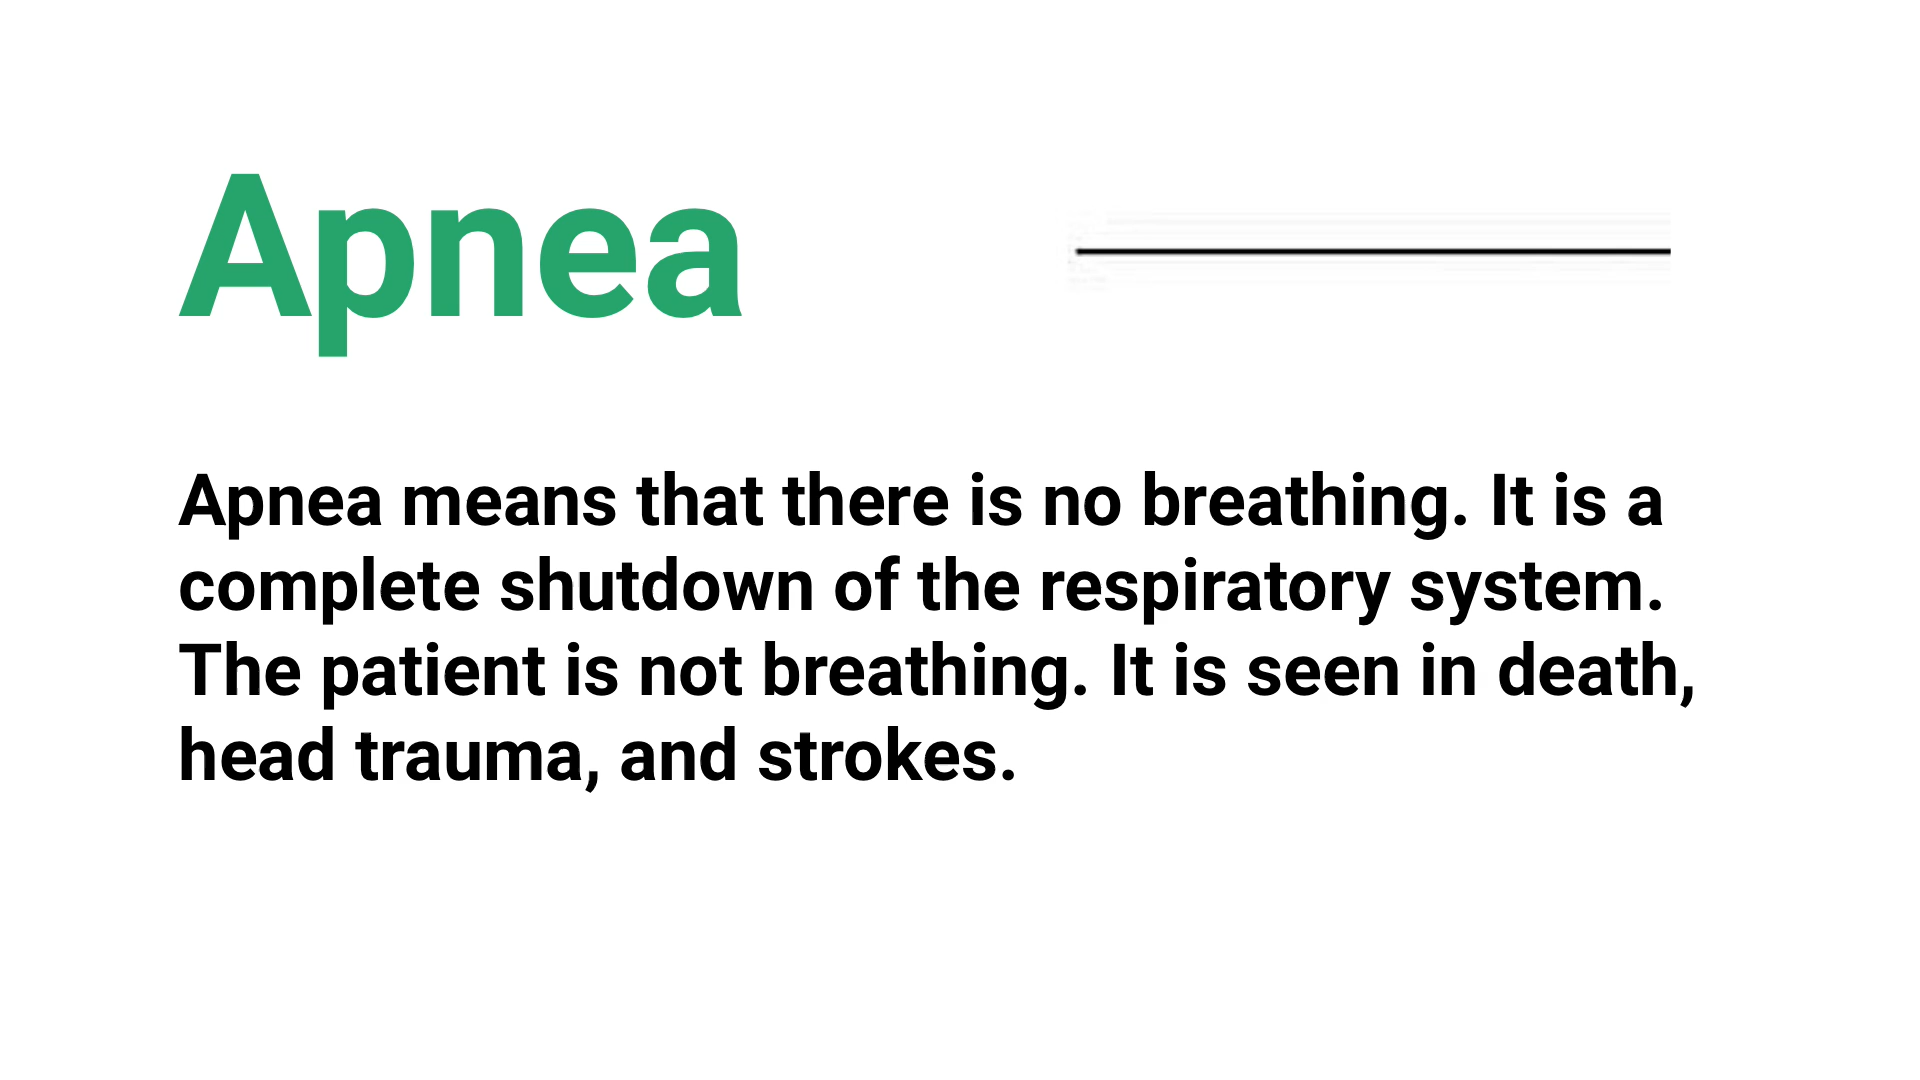 Apnea
Apnea means that there is no breathing. It is a
complete shutdown of the respiratory system.
The patient is not breathing. It is seen in death,
head trauma, and strokes.